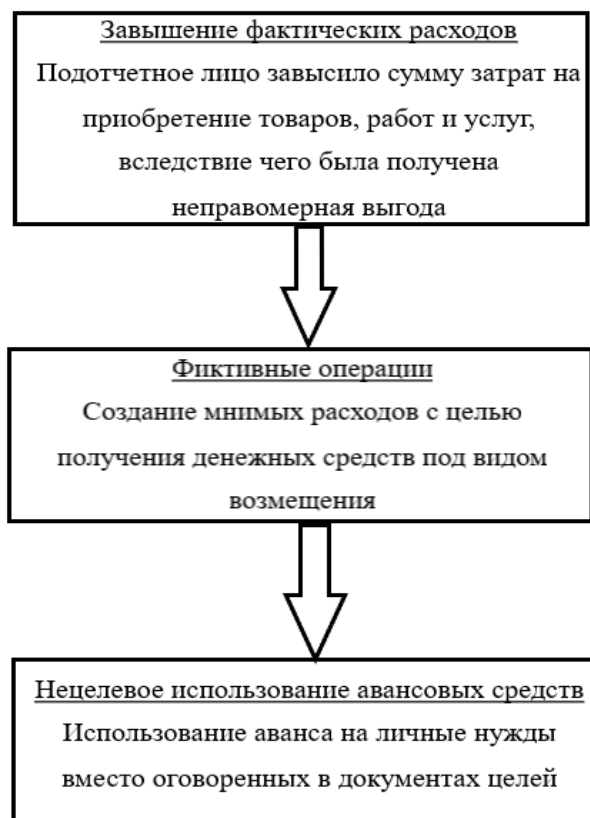 Завышение фактических расходов
Подотчетное лицо завысило сумму затрат на
приобретение товаров, работ и услуг,
вследствие чего была получена
неправомерная выгода
Фиктивные операции
Создание мнимых расходов с целью
получения денежных средств под видом
возмещения
Нецелевое использование авансовых средств
Использование аванса на личные нужды
вместо оговоренных в документах целей